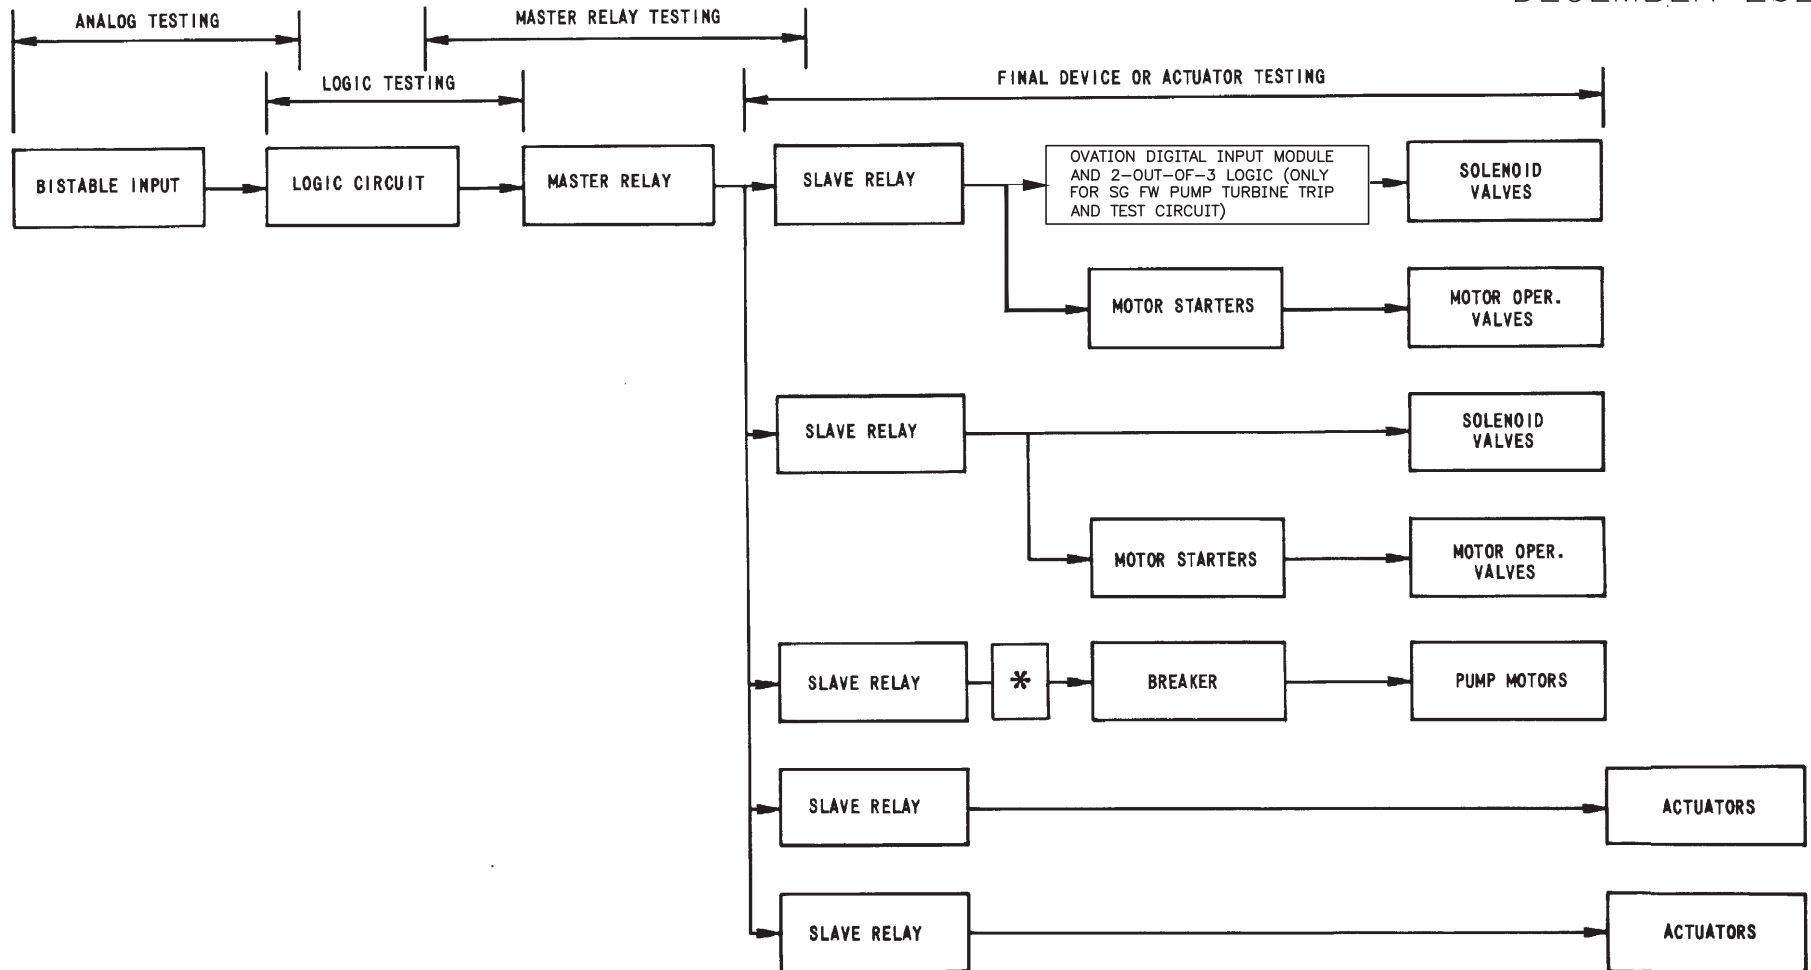 ANALOG TESTING
MASTER RELAY TESTING
LOGIC TESTING
FINAL DEVICE OR ACTUATOR TESTING
BISTABLE INPUT
LOGIC CIRCUIT
MASTER RELAY
SLAVE RELAY
OVATION DIGITAL INPUT MODULE
AND 2-OUT-OF-3 LOGIC (ONLY
FOR SG FW PUMP TURBINE TRIP
AND TEST CIRCUIT)
SOLENOID
VALVES
MOTOR STARTERS
MOTOR OPER.
VALVES
SLAVE RELAY
SOLENOID
VALVES
MOTOR STARTERS
MOTOR OPER.
VALVES
SLAVE RELAY
*
BREAKER
PUMP MOTORS
SLAVE RELAY
ACTUATORS
SLAVE RELAY
ACTUATORS